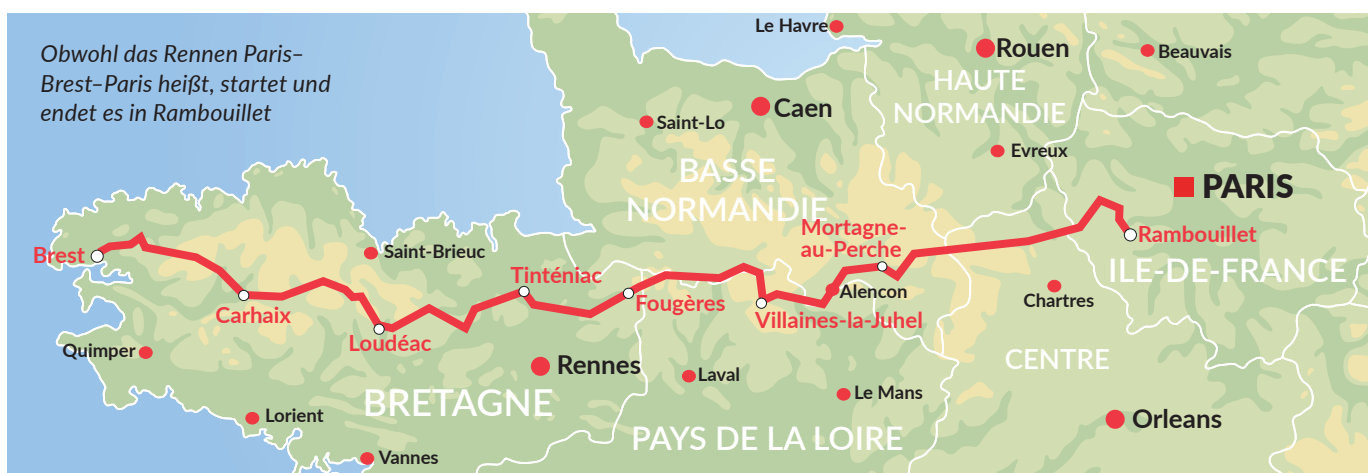 Obwohl das Rennen Paris–
Brest–Paris heißt, startet und
endet es in Rambouillet
Le Havre
Rouen
Beauvais
HAUTE
NORMANDIE
Caen
Saint-Lo
Evreux
BASSE
NORMANDIE
PARIS
Mortagne-
au-Perche
Rambouillet
Brest
Saint-Brieuc
Tinténiac
ILE-DE-FRANCE
Alencon
Chartres
Fougères
Carhaix
Villaines-la-Juhel
Loudéac
Quimper
CENTRE
Rennes
Laval
Le Mans
BRETAGNE
Lorient
Orleans
PAYS DE LA LOIRE
Vannes